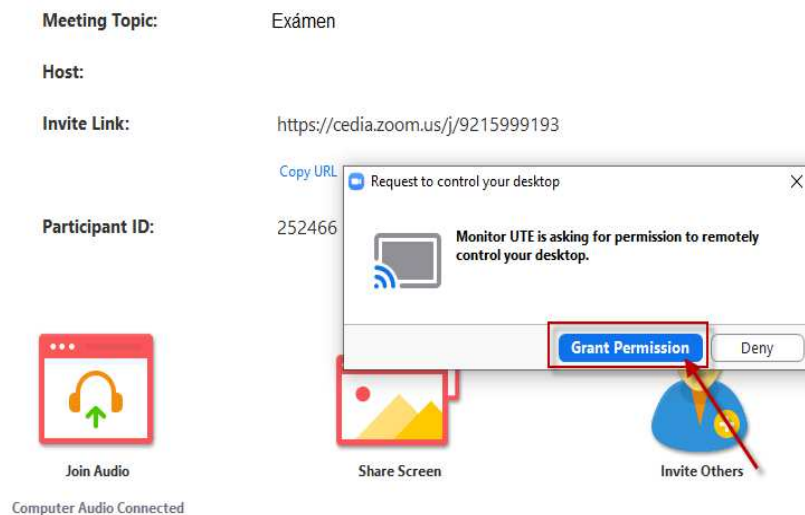 Meeting Topic: Exámen
Host:
Invite Link: https://cedia.zoom.us/j/9215999193
Copy URL
Request to control your desktop
Participant ID: 252466
Monitor UTE is asking for permission to remotely
control your desktop.
Grant Permission Deny
Join Audio Share Screen Invite Others
Computer Audio Connected